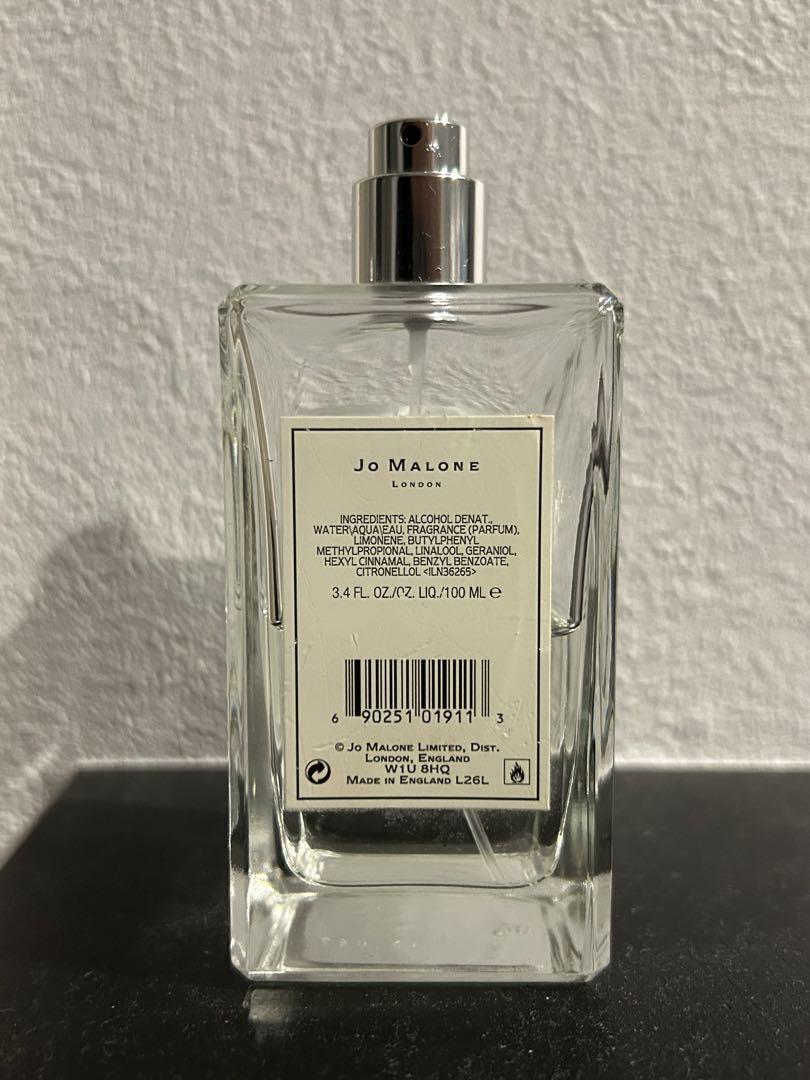 JO MALONE
LONDON
INGREDIENTS: ALCOHOL DENAT.,
WATER\AQUA\EAU, FRAGRANCE (PARFUM),
LIMONENE, BUTYLPHENYL
METHYLPROPIONAL, LINALOOL, GERANIOL,
HEXYL CINNAMAL, BENZYL BENZOATE,
CITRONELLOL <ILN36265>
3.4 FL. OZ./OZ. LIQ./100 ML ℮
6 90251 01911 3
© JO MALONE LIMITED, DIST.
LONDON, ENGLAND
W1U 8HQ
MADE IN ENGLAND L26L